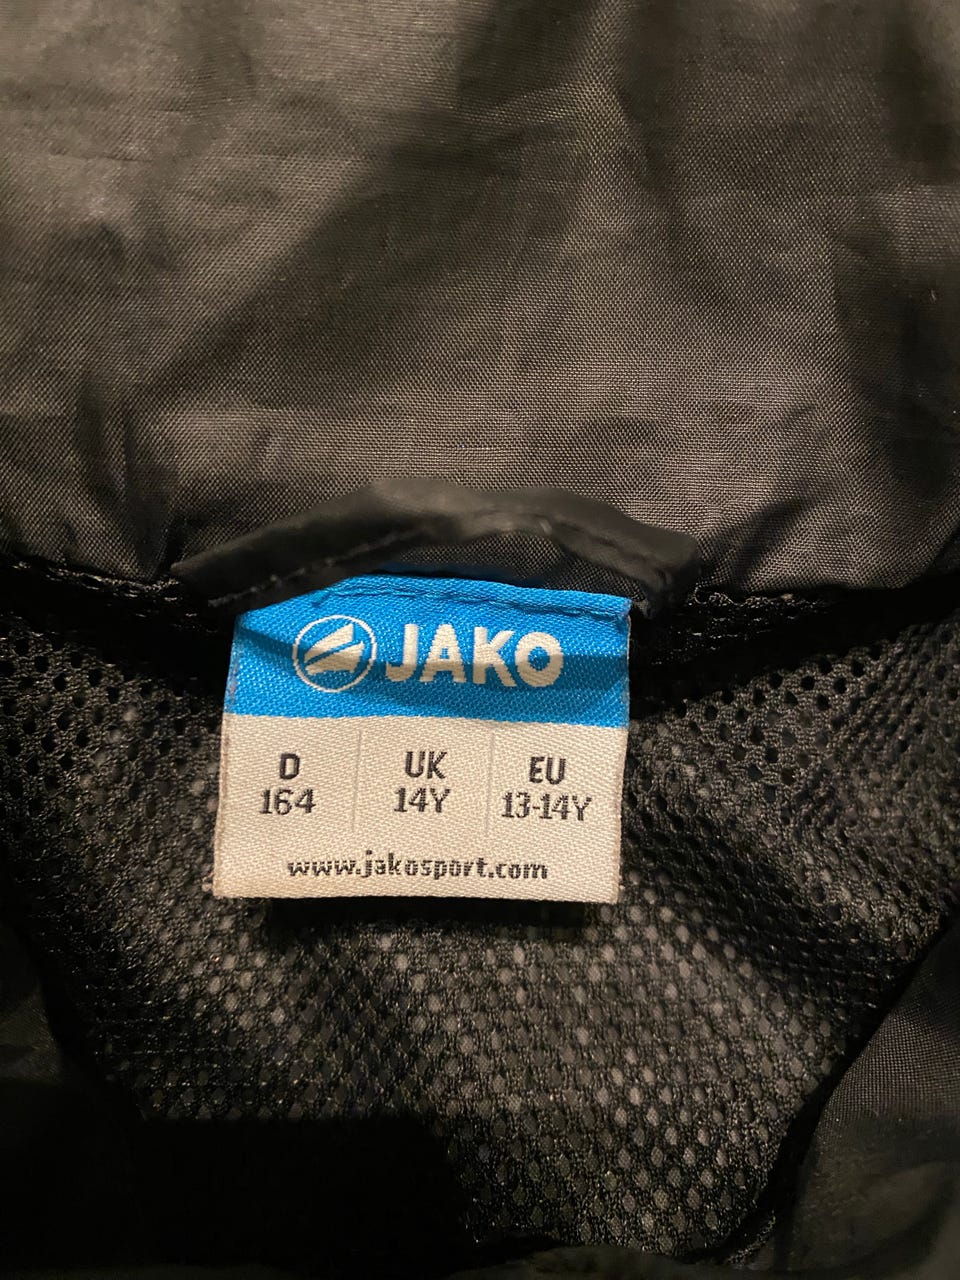 JAKO
D UK EU
164 14Y 13-14Y
www.jakosport.com